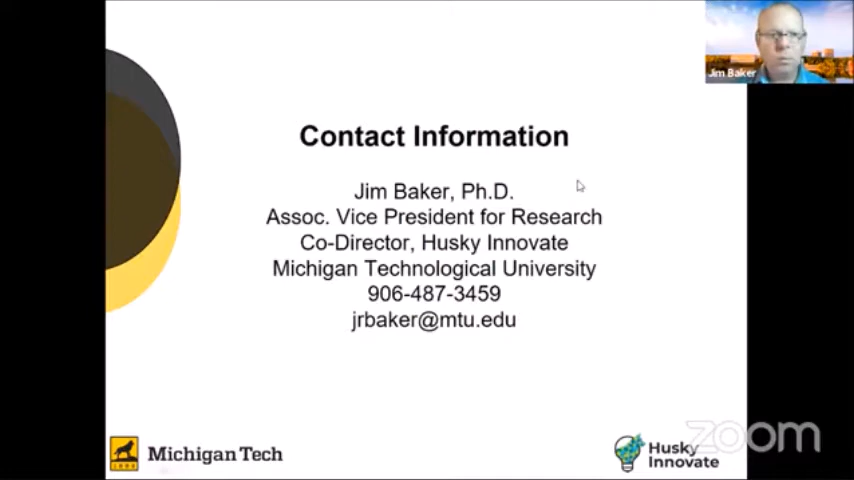 Jim Baker
Contact Information
Jim Baker, Ph.D.
Assoc. Vice President for Research
Co-Director, Husky Innovate
Michigan Technological University
906-487-3459
jrbaker@mtu.edu
Michigan Tech
Husky
Innovate
zoom